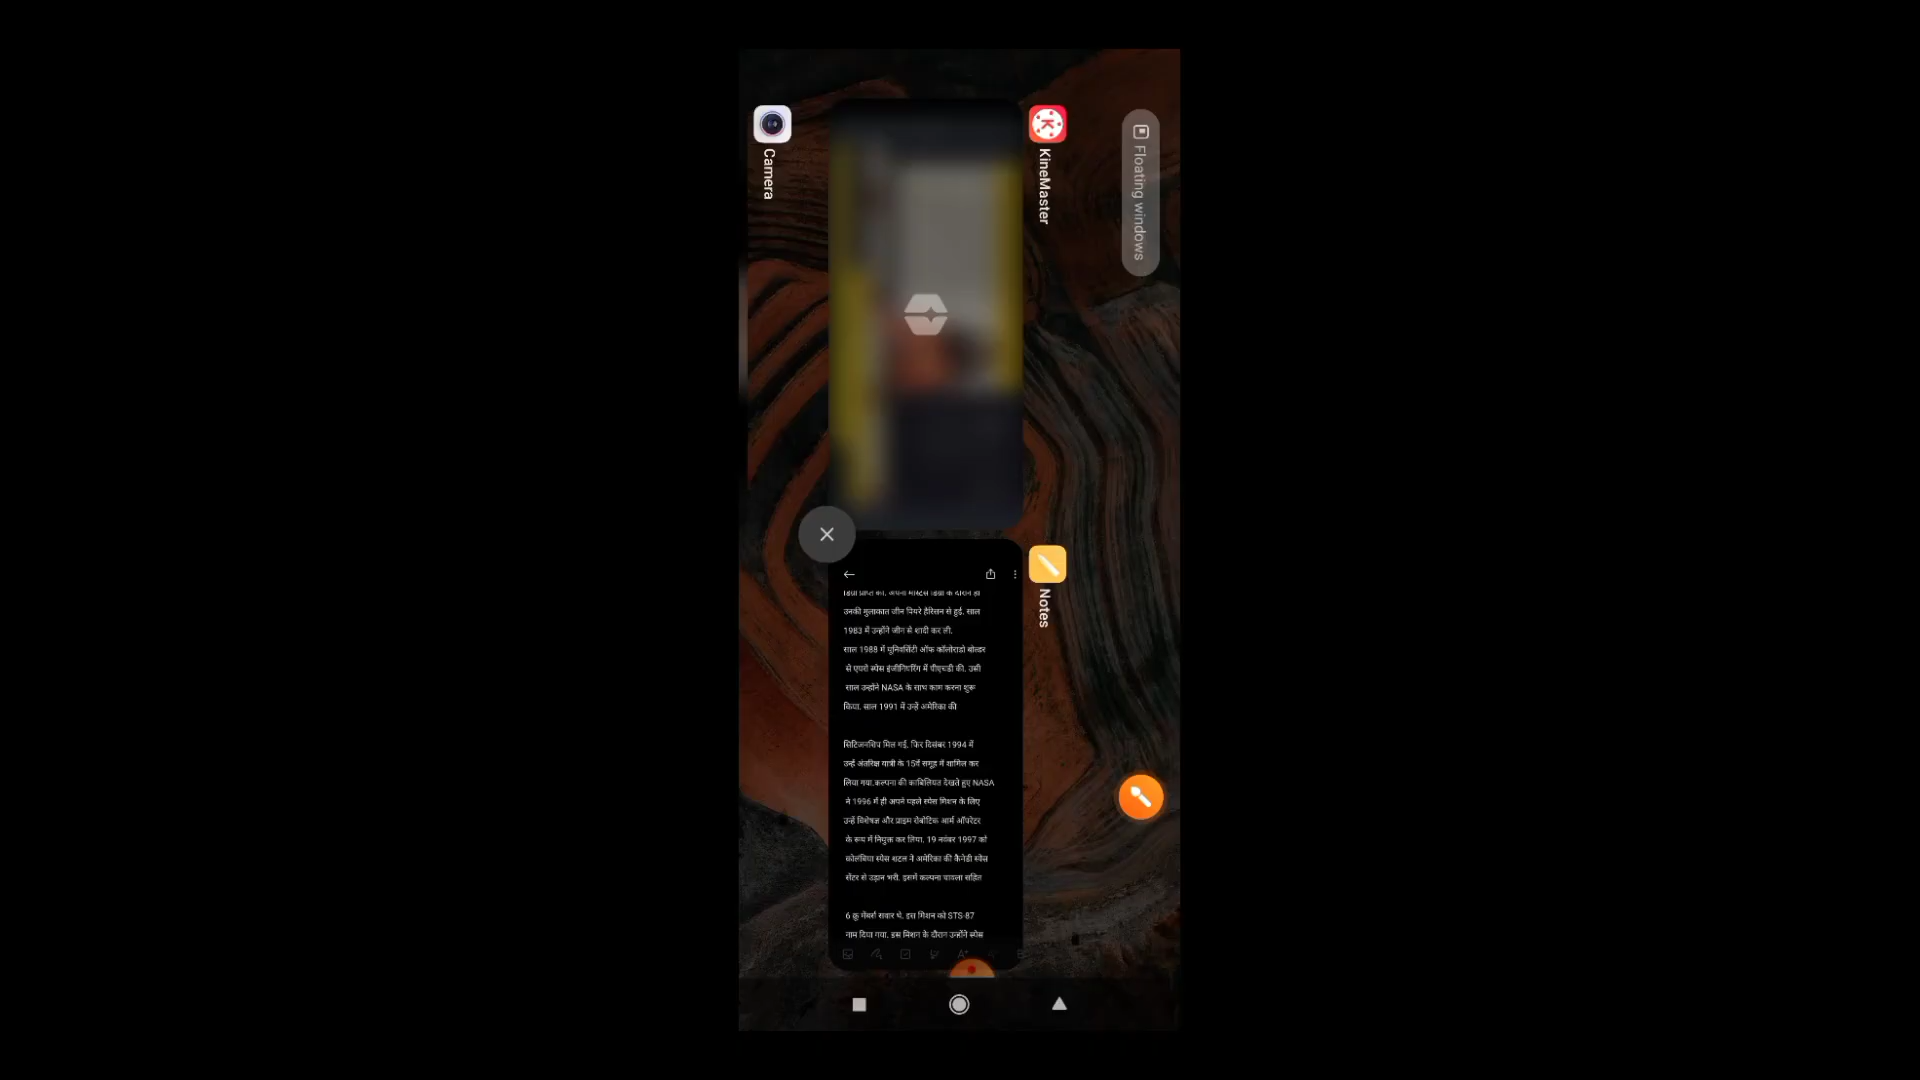 Camera
KineMaster
Floating windows
Notes
उनकी मुलाकात जीन पियरे हैरिसन से हुई. साल
1983 में उन्होंने जीन से शादी कर ली.
साल 1988 में यूनिवर्सिटी ऑफ कॉलोराडो बोल्डर
से एयरो स्पेस इंजीनियरिंग में पीएचडी की. उसी
साल उन्होंने NASA के साथ काम करना शुरू
किया. साल 1991 में उन्हें अमेरिका की
सिटिजनशिप मिल गई. फिर दिसंबर 1994 में
उन्हें अंतरिक्ष यात्री के 15वें समूह में शामिल कर
लिया गया.कल्पना की काबिलियत देखते हुए NASA
ने 1996 में ही अपने पहले स्पेस मिशन के लिए
उन्हें विशेषज्ञ और प्राइम रोबोटिक आर्म ऑपरेटर
के रूप में नियुक्त कर लिया. 19 नवंबर 1997 को
कोलंबिया स्पेस शटल ने अमेरिका की कैनेडी स्पेस
सेंटर से उड़ान भरी. इसमें कल्पना चावला सहित
6 क्रू मेंबर्स सवार थे. इस मिशन को STS-87
नाम दिया गया. इस मिशन के दौरान उन्होंने स्पेस